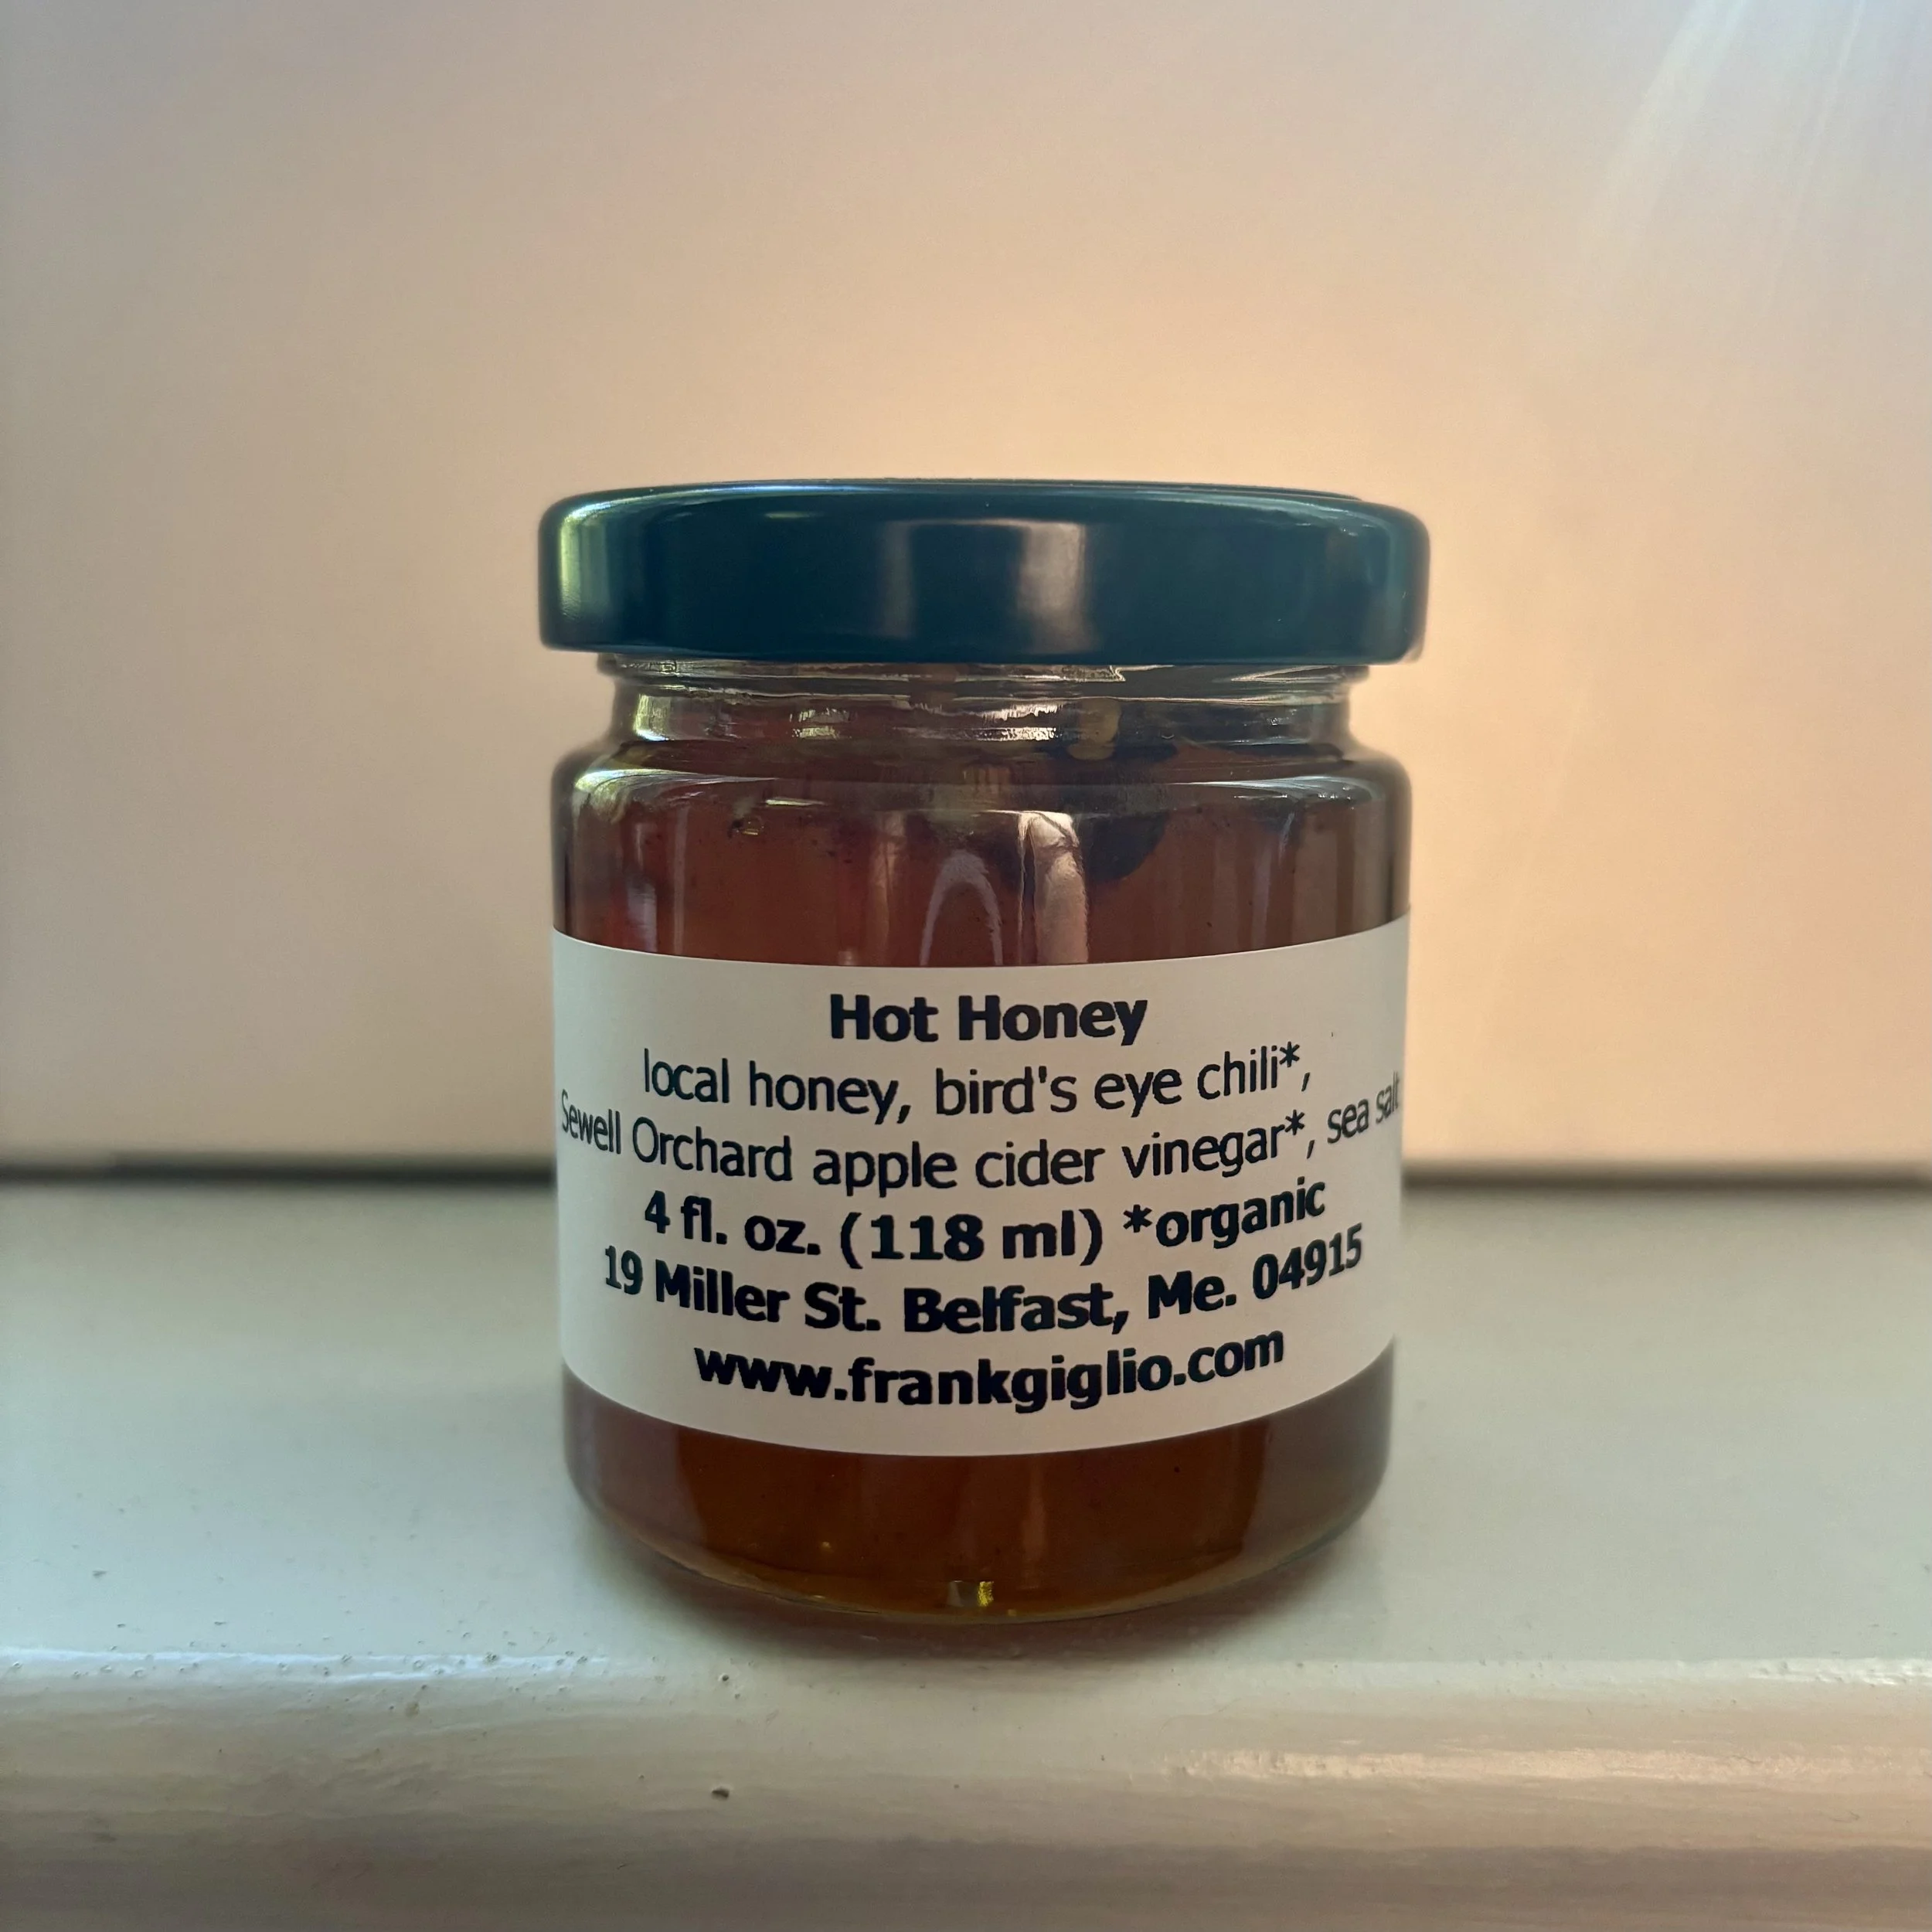 Hot Honey
local honey, bird's eye chili*,
Sewell Orchard apple cider vinegar*, sea salt
4 fl. oz. (118 ml) *organic
19 Miller St. Belfast, Me. 04915
www.frankgiglio.com